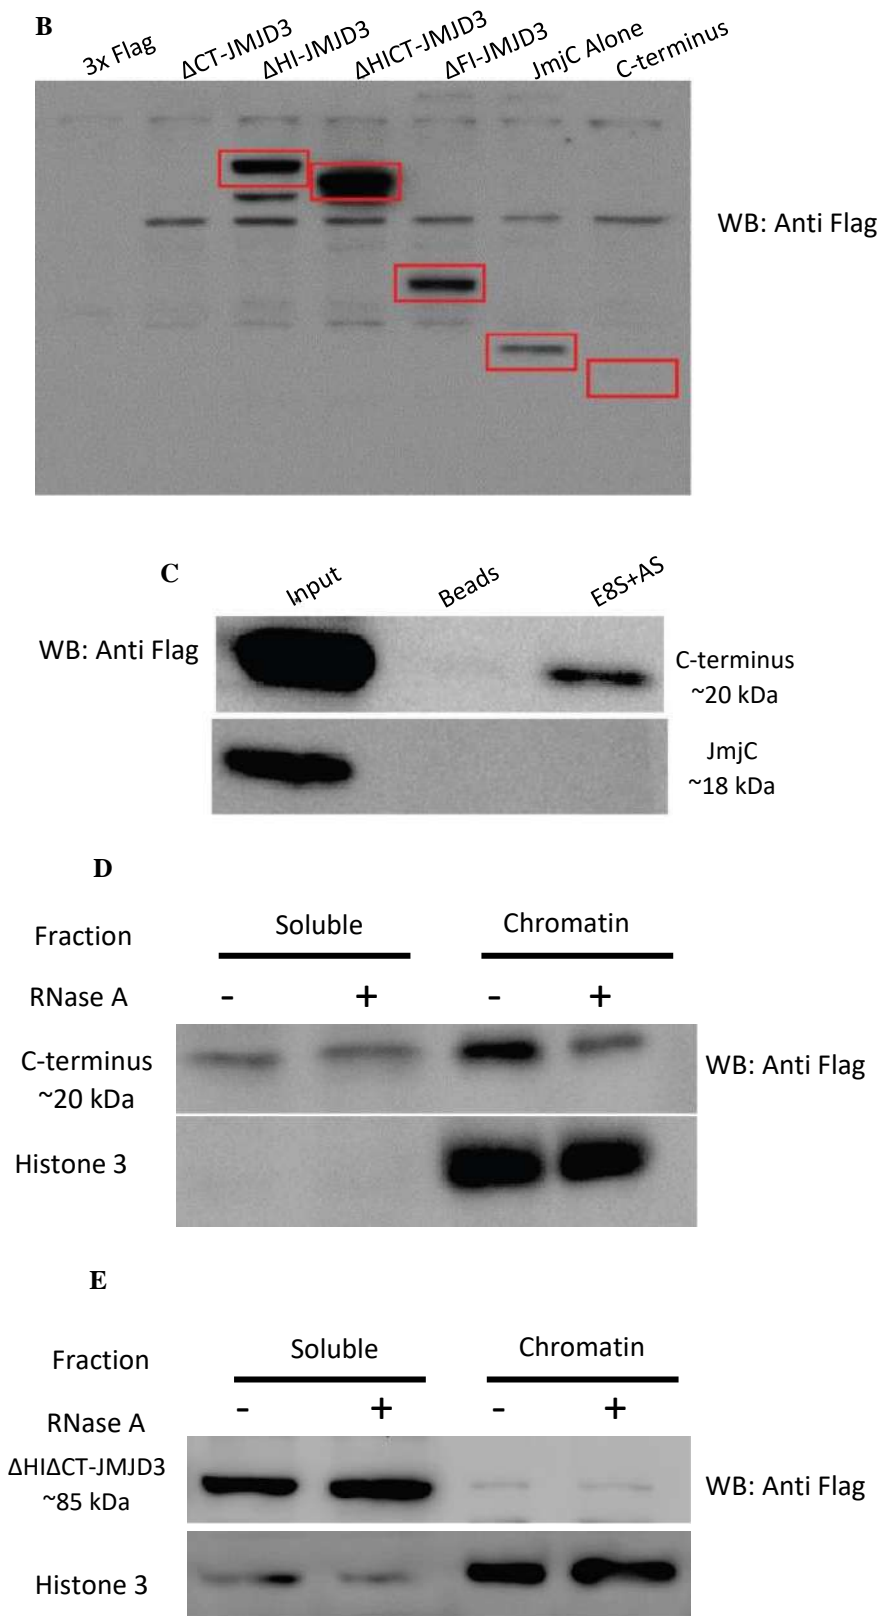 B
3x Flag ΔCT-JMJD3 ΔHI-JMJD3 ΔHICT-JMJD3 ΔFI-JMJD3 JmjC Alone C-terminus
WB: Anti Flag
C
Input Beads E8S+AS
WB: Anti Flag
C-terminus
~20 kDa
JmjC
~18 kDa
D
Fraction Soluble Chromatin
RNase A - + - +
C-terminus
~20 kDa
WB: Anti Flag
Histone 3
E
Fraction Soluble Chromatin
RNase A - + - +
ΔHIΔCT-JMJD3
~85 kDa
WB: Anti Flag
Histone 3